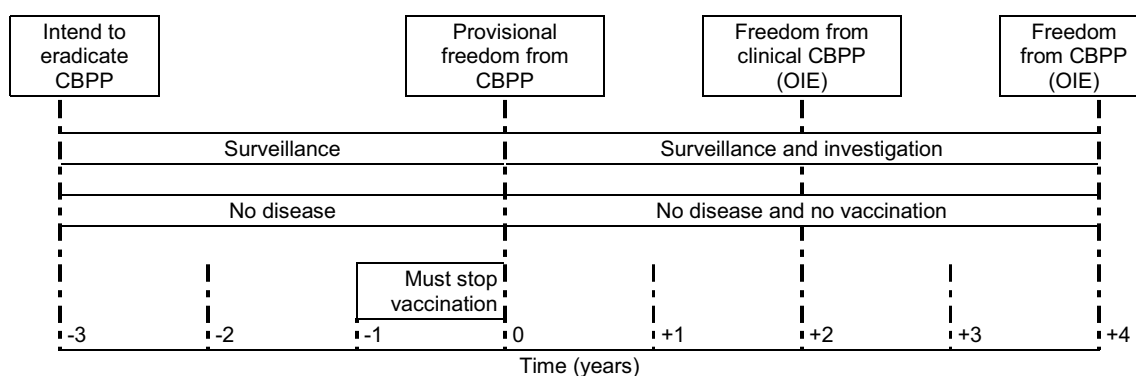 Intend to
eradicate
CBPP
Provisional
freedom from
CBPP
Freedom from
clinical CBPP
(OIE)
Freedom
from CBPP
(OIE)
Surveillance
Surveillance and investigation
No disease
No disease and no vaccination
Must stop
vaccination
-3 -2 -1 0 +1 +2 +3 +4
Time (years)